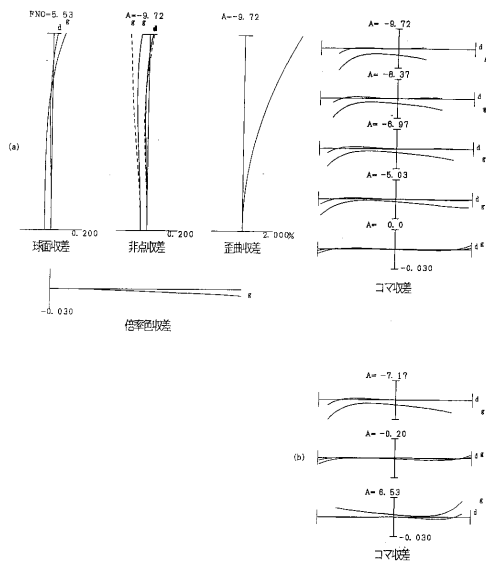 FNO=5.53
A=-9.72
A=-9.72
d
g
g
g
d
(a)
0.200
0.200
2.000%
球面収差
非点収差
歪曲収差
g
-0.030
倍率色収差
A= -9.72
d
A= -8.37
d
g
A= -6.97
d
g
A= -5.03
d
g
A= 0.0
d
g
-0.030
コマ収差
A= -7.17
d
g
A= -0.20
(b)
d
g
A= 6.53
g
d
-0.030
コマ収差